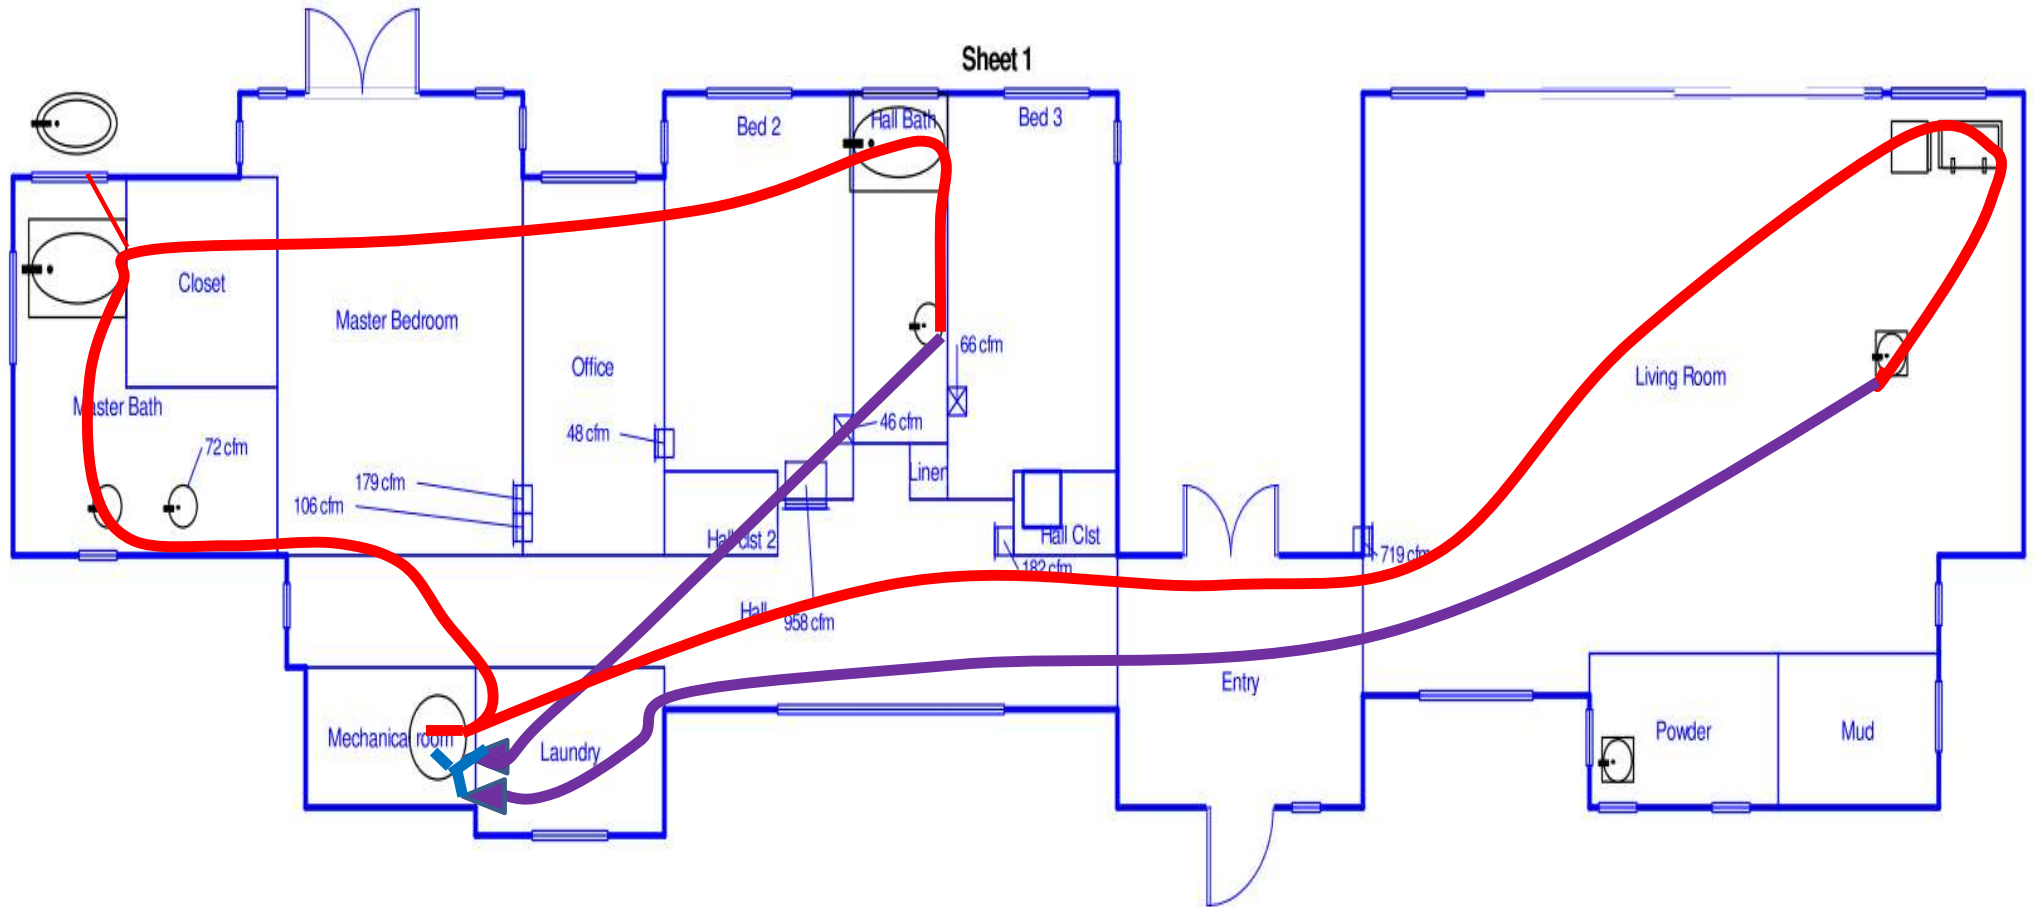 Sheet 1
Bed 2
Hall Bath
Bed 3
Closet
Master Bedroom
Office
66 cfm
Living Room
Master Bath
72 cfm
48 cfm
46 cfm
179 cfm
106 cfm
Linen
Hall clst 2
Hall Clst
182 cfm
719 cfm
Hall
958 cfm
Entry
Mechanical room
Laundry
Powder
Mud